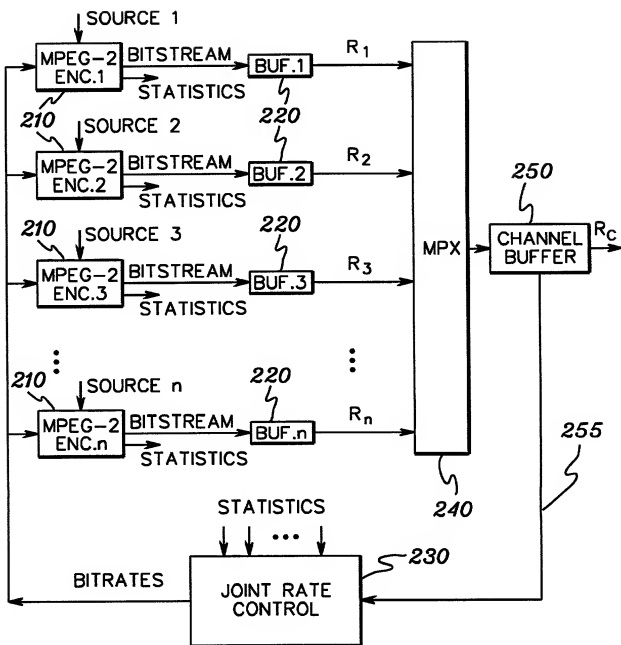 SOURCE 1
MPEG-2
ENC.1
BITSTREAM
BUF.1
R1
STATISTICS
210
220
SOURCE 2
MPEG-2
ENC.2
BITSTREAM
BUF.2
R2
STATISTICS
210
220
SOURCE 3
MPEG-2
ENC.3
BITSTREAM
BUF.3
R3
STATISTICS
MPX
250
CHANNEL
BUFFER
RC
210
220
SOURCE n
MPEG-2
ENC.n
BITSTREAM
BUF.n
Rn
STATISTICS
240
255
STATISTICS
230
BITRATES
JOINT RATE
CONTROL